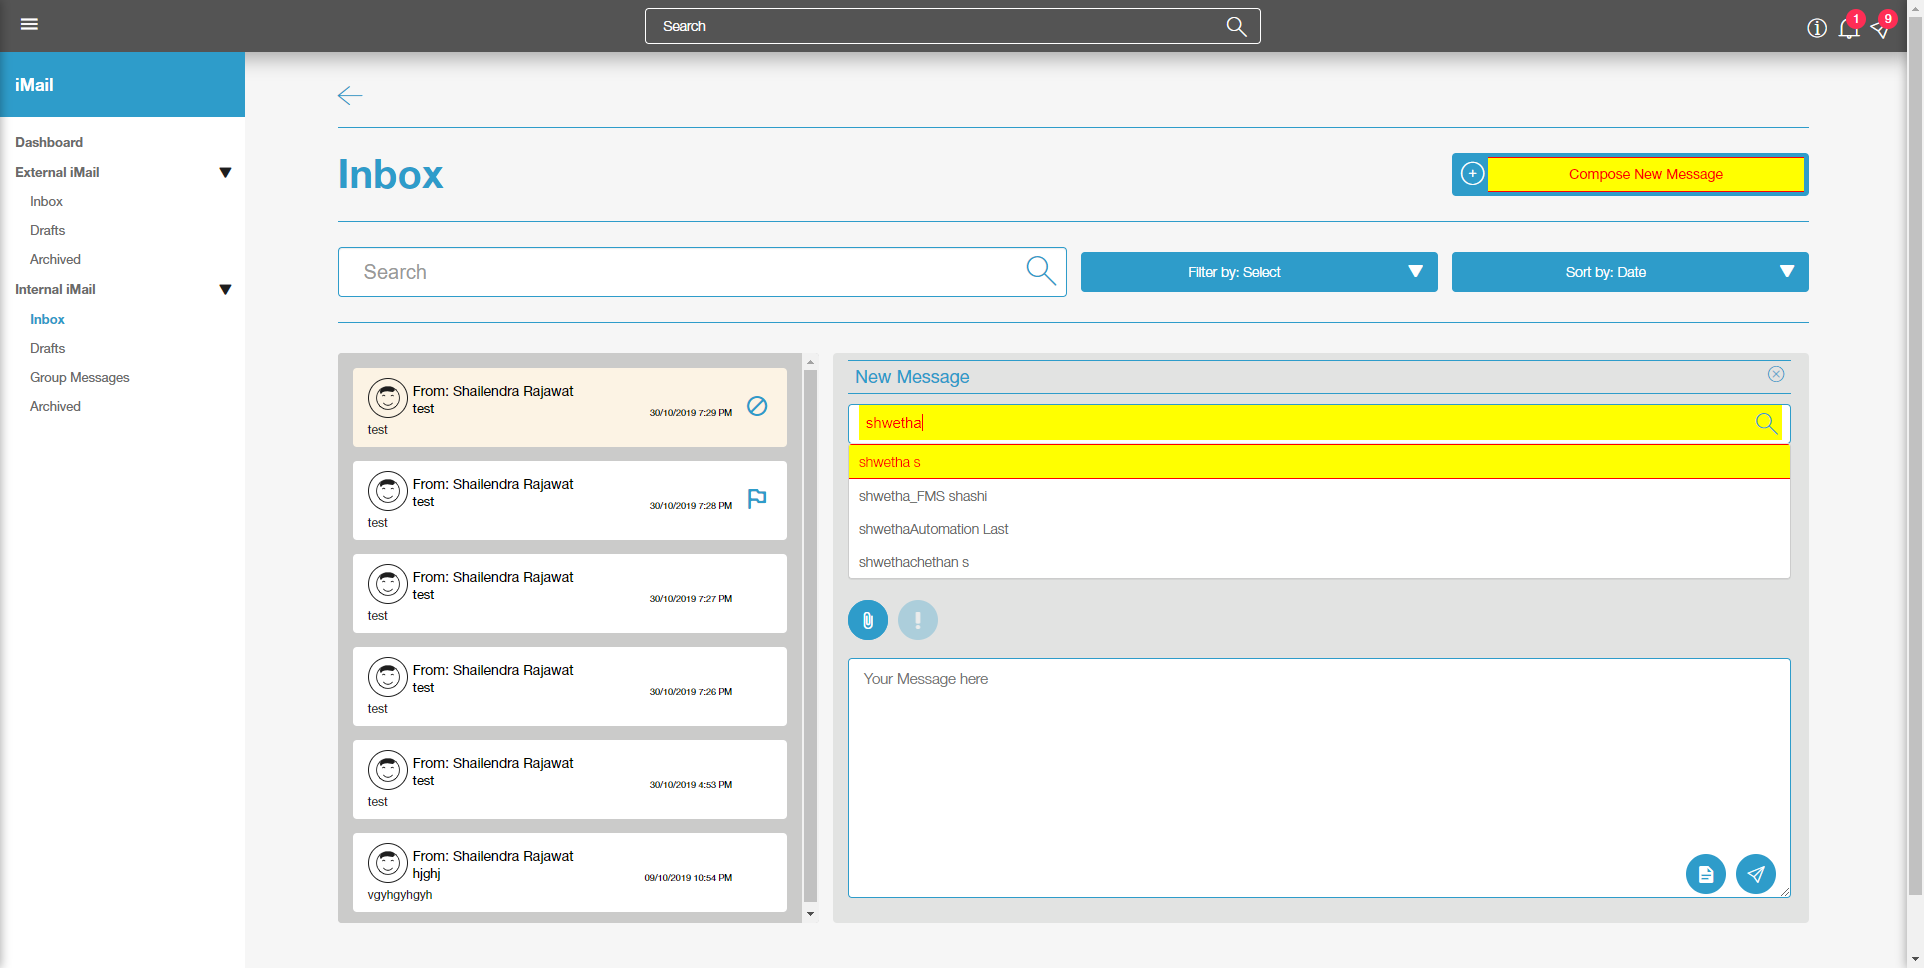 Search
1
9
iMail
Dashboard
External iMail
Inbox
Drafts
Archived
Internal iMail
Inbox
Drafts
Group Messages
Archived
Inbox
Compose New Message
Search
Filter by: Select
Sort by: Date
From: Shailendra Rajawat
test
30/10/2019 7:29 PM
test
From: Shailendra Rajawat
test
30/10/2019 7:28 PM
test
From: Shailendra Rajawat
test
30/10/2019 7:27 PM
test
From: Shailendra Rajawat
test
30/10/2019 7:26 PM
test
From: Shailendra Rajawat
test
30/10/2019 4:53 PM
test
From: Shailendra Rajawat
hjghj
09/10/2019 10:54 PM
vgyhgyhgyh
New Message
shwetha
shwetha s
shwetha_FMS shashi
shwethaAutomation Last
shwethachethan s
Your Message here